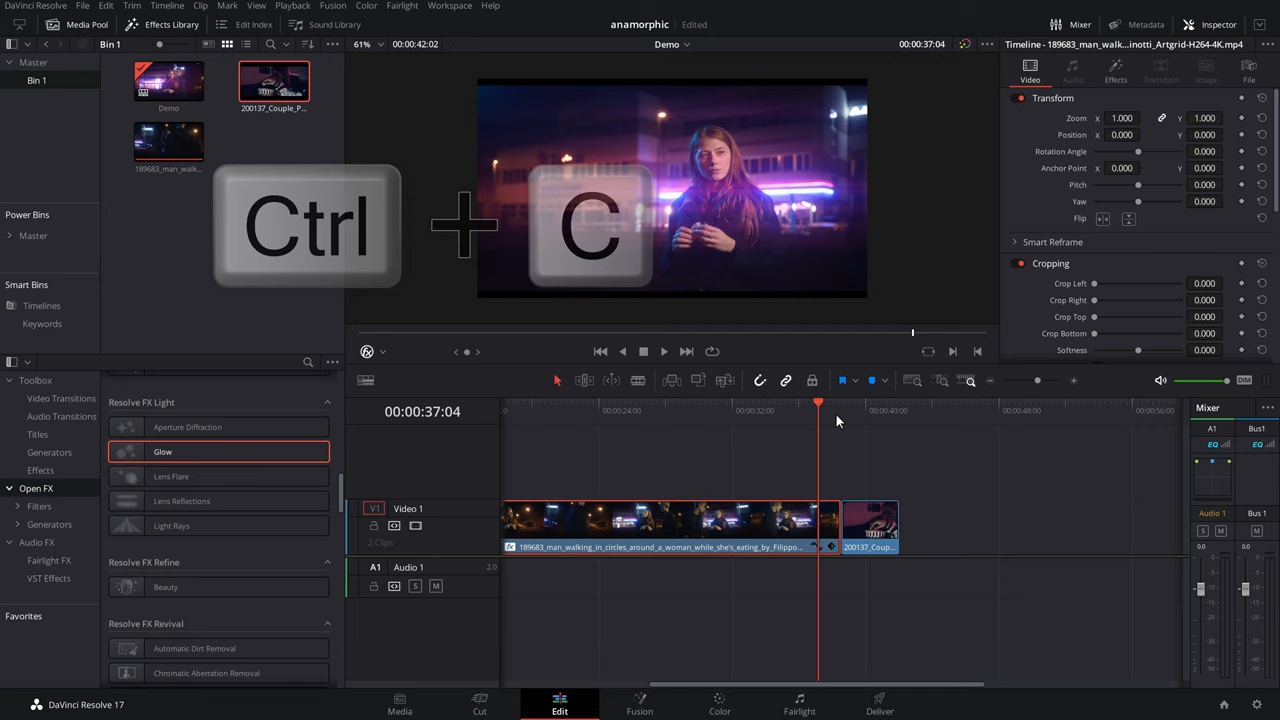 DaVinci Resolve File Edit Trim Timeline Clip Mark View Playback Fusion Color Fairlight Workspace Help
Media Pool Effects Library Edit Index Sound Library anamorphic Edited Mixer Metadata Inspector
Bin 1 61% 00:00:42:02 Demo 00:00:37:04 Timeline - 189683_man_walk...inotti_Artgrid-H264-4K.mp4
Master
Bin 1
Demo
200137_Couple_P...
189683_man_walk...
Power Bins
Master
Smart Bins
Timelines
Keywords
Ctrl + C
Video Audio Effects Transition Image File
Transform
Zoom X 1.000 Y 1.000
Position X 0.000 Y 0.000
Rotation Angle 0.000
Anchor Point X 0.000 Y 0.000
Pitch 0.000
Yaw 0.000
Flip
Smart Reframe
Cropping
Crop Left 0.000
Crop Right 0.000
Crop Top 0.000
Crop Bottom 0.000
Softness 0.000
Toolbox
Video Transitions
Audio Transitions
Titles
Generators
Effects
Open FX
Filters
Generators
Audio FX
Fairlight FX
VST Effects
Favorites
Resolve FX Light
Aperture Diffraction
Glow
Lens Flare
Lens Reflections
Light Rays
Resolve FX Refine
Beauty
Resolve FX Revival
Automatic Dirt Removal
Chromatic Aberration Removal
DIM
00:00:37:04
00:00:24:00 00:00:32:00 00:00:40:00 00:00:48:00 00:00:56:00
V1 Video 1
2 Clips
189683_man_walking_in_circles_around_a_woman_while_she's_eating_by_Filippo...
200137_Coup...
A1 Audio 1 2.0
S M
Mixer
A1 Bus1
EQ EQ
Audio 1 Bus 1
S M M
0.0 0.0
DaVinci Resolve 17
Media Cut Edit Fusion Color Fairlight Deliver